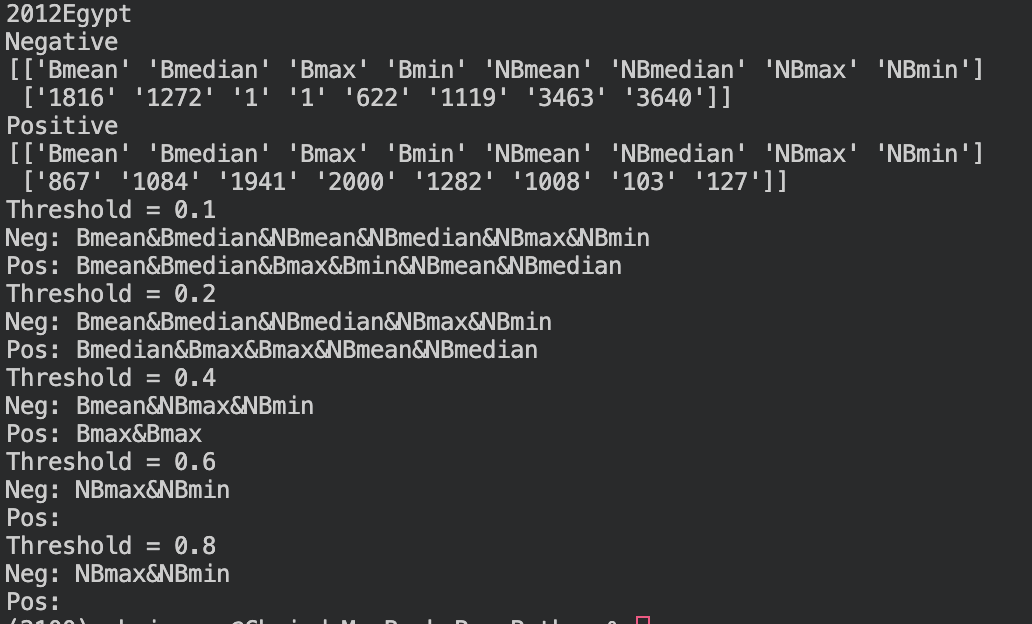 2012Egypt
Negative
[['Bmean' 'Bmedian' 'Bmax' 'Bmin' 'NBmean' 'NBmedian' 'NBmax' 'NBmin']
['1816' '1272' '1' '1' '622' '1119' '3463' '3640']]
Positive
[['Bmean' 'Bmedian' 'Bmax' 'Bmin' 'NBmean' 'NBmedian' 'NBmax' 'NBmin']
['867' '1084' '1941' '2000' '1282' '1008' '103' '127']]
Threshold = 0.1
Neg: Bmean&Bmedian&NBmean&NBmedian&NBmax&NBmin
Pos: Bmean&Bmedian&Bmax&Bmin&NBmean&NBmedian
Threshold = 0.2
Neg: Bmean&Bmedian&NBmedian&NBmax&NBmin
Pos: Bmedian&Bmax&Bmax&NBmean&NBmedian
Threshold = 0.4
Neg: Bmean&NBmax&NBmin
Pos: Bmax&Bmax
Threshold = 0.6
Neg: NBmax&NBmin
Pos:
Threshold = 0.8
Neg: NBmax&NBmin
Pos: